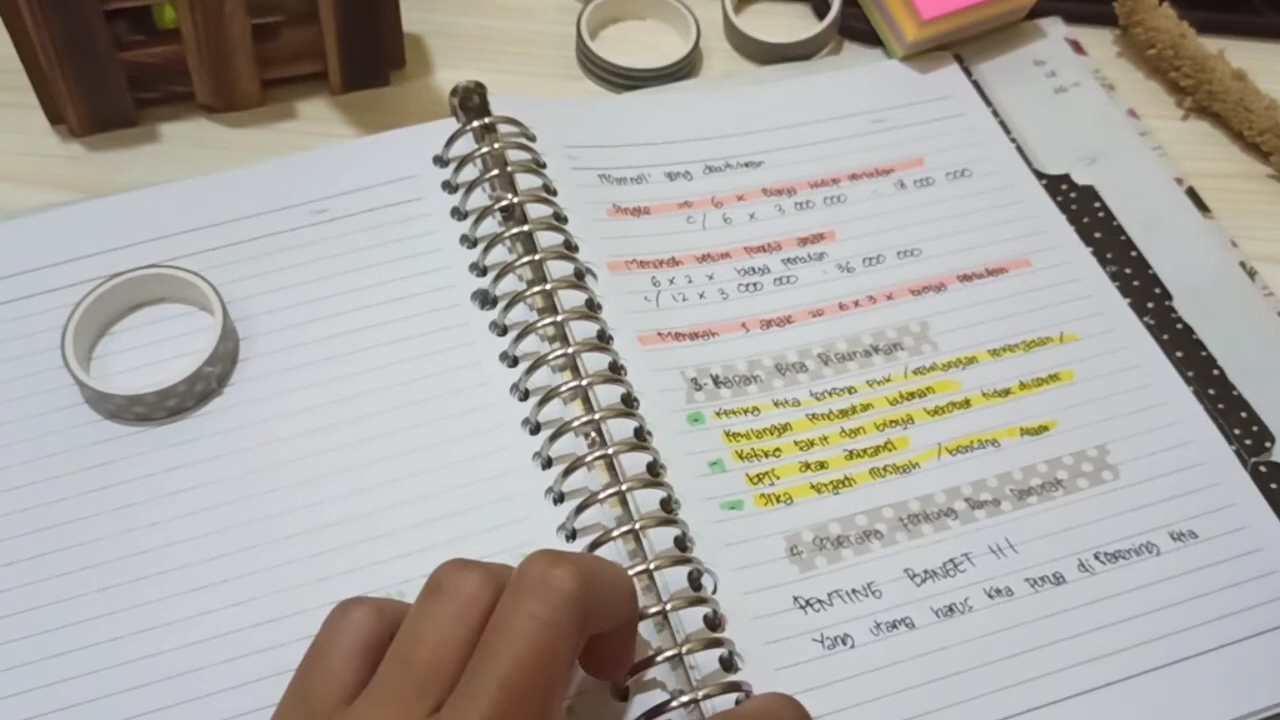 Nominal yang dibutuhkan
Single => 6 x Biaya hidup perbulan
c/ 6 x 3 000 000 = 18 000 000
Menikah belum punya anak
6 x 2 x biaya perbulan
c/ 12 x 3 000 000 = 36 000 000
Menikah 1 anak => 6 x 3 x biaya perbulan
3. Kapan Bisa Digunakan
- Ketika kita terkena PHK / kehilangan pekerjaan /
kehilangan pendapatan bulanan
- Ketika sakit dan biaya berobat tidak dicover
bpjs atau asuransi
- Jika terjadi musibah / bencana alam
4. Seberapa Penting Dana Darurat
PENTING BANGET !!!
Yang utama harus kita punya di rekening kita